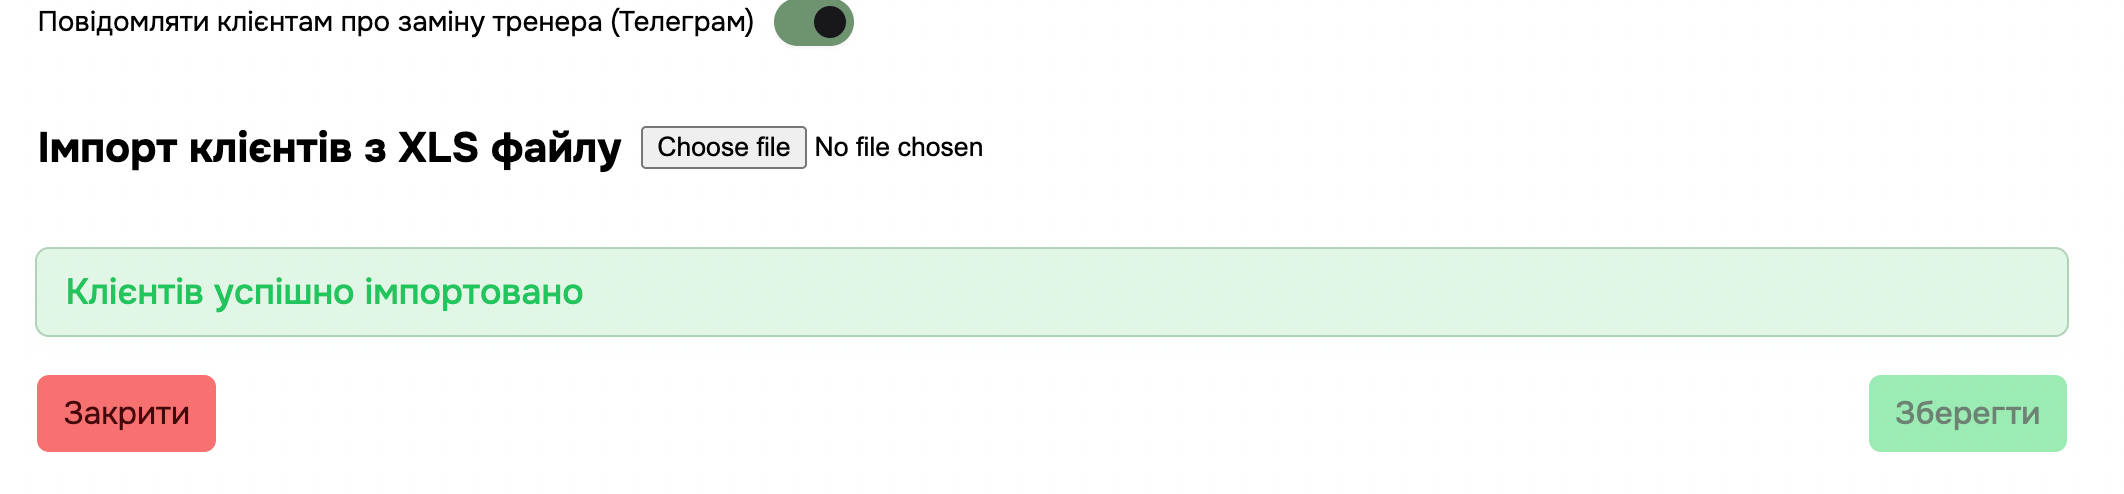 Повідомляти клієнтам про заміну тренера (Телеграм)
Імпорт клієнтів з XLS файлу Choose file No file chosen
Клієнтів успішно імпортовано
Закрити Зберегти